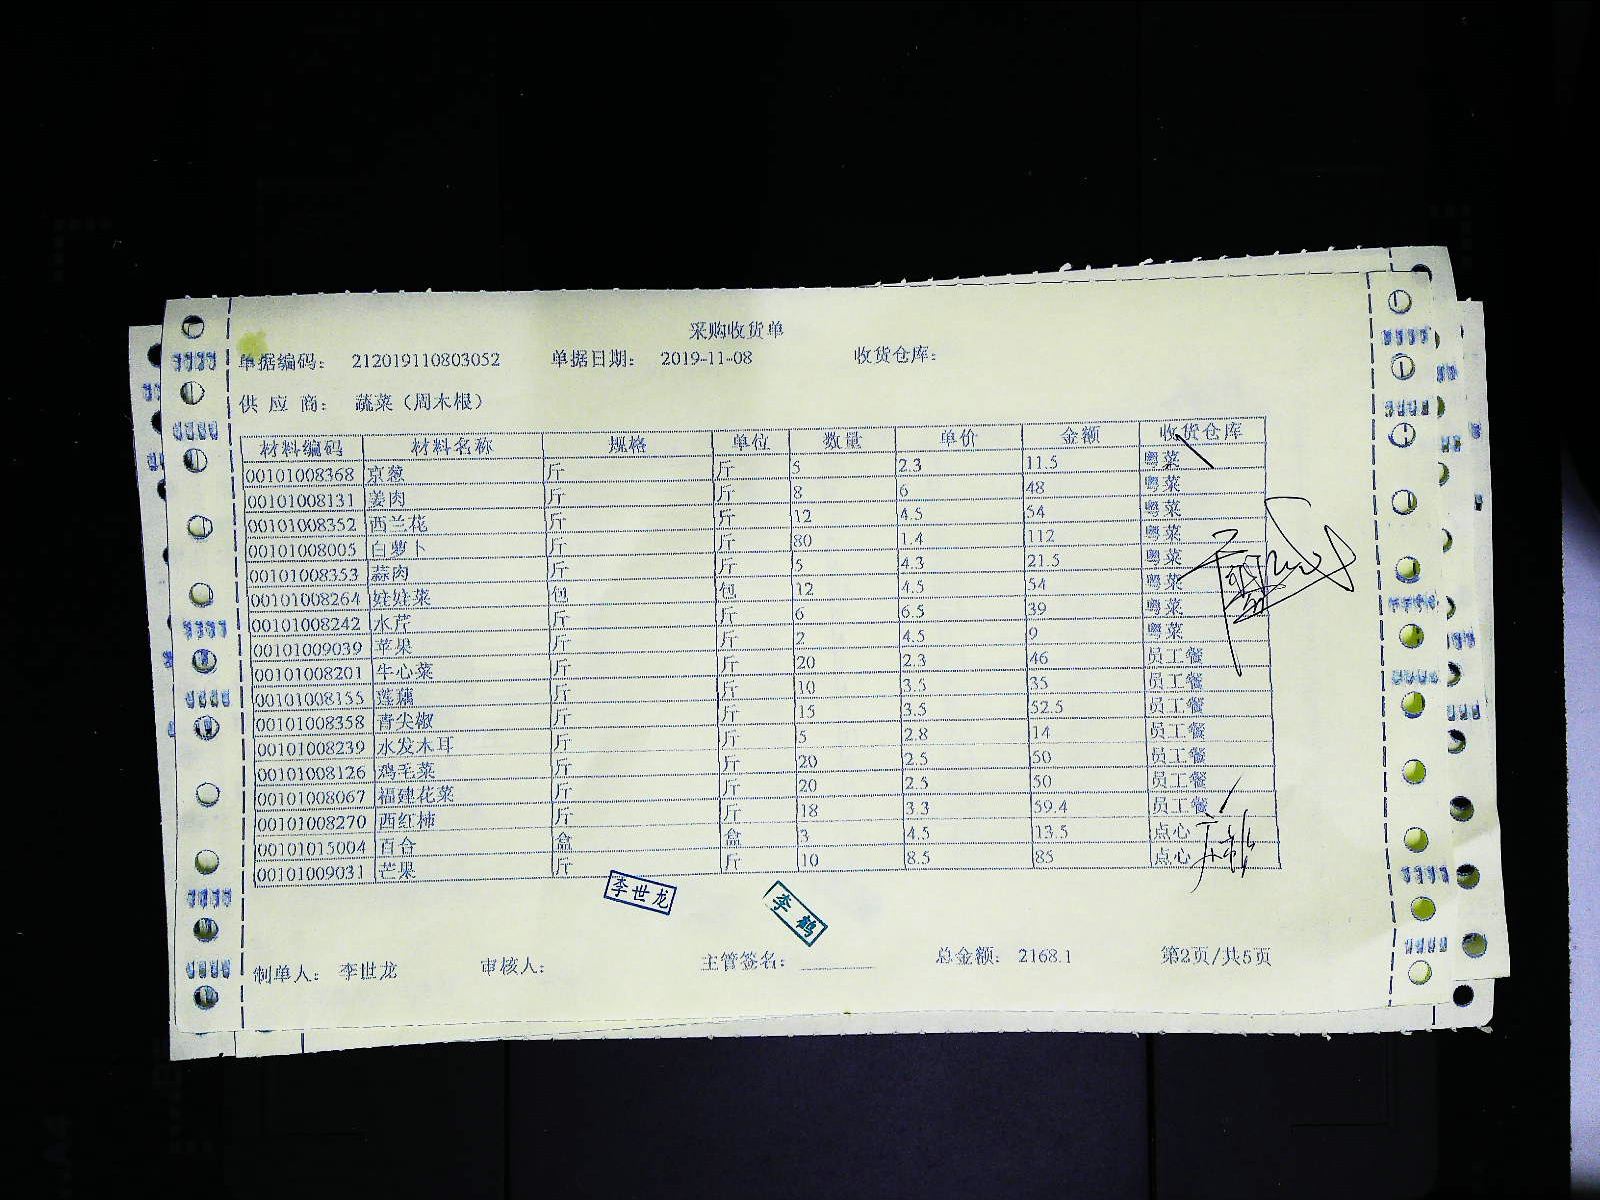 采购收货单
单据编码： 212019110803052 单据日期： 2019-11-08 收货仓库：
供 应 商： 蔬菜（周木根）
材料编码 材料名称 规格 单位 数量 单价 金额 收货仓库
00101008368 京葱 斤 斤 5 2.3 11.5 粤菜
00101008131 姜肉 斤 斤 8 6 48 粤菜
00101008352 西兰花 斤 斤 12 4.5 54 粤菜
00101008005 白萝卜 斤 斤 80 1.4 112 粤菜
00101008353 蒜肉 斤 斤 5 4.3 21.5 粤菜
00101008264 娃娃菜 包 包 12 4.5 54 粤菜
00101008242 水芹 斤 斤 6 6.5 39 粤菜
00101009039 苹果 斤 斤 2 4.5 9 粤菜
00101008201 牛心菜 斤 斤 20 2.3 46 员工餐
00101008155 莲藕 斤 斤 10 3.5 35 员工餐
00101008358 青尖椒 斤 斤 15 3.5 52.5 员工餐
00101008239 水发木耳 斤 斤 5 2.8 14 员工餐
00101008126 鸡毛菜 斤 斤 20 2.5 50 员工餐
00101008067 福建花菜 斤 斤 20 2.5 50 员工餐
00101008270 西红柿 斤 斤 18 3.3 59.4 员工餐
00101015004 百合 盒 盒 3 4.5 13.5 点心
00101009031 芒果 斤 斤 10 8.5 85 点心
李世龙
李鹤
制单人： 李世龙 审核人： 主管签名： 总金额： 2168.1 第2页/共5页